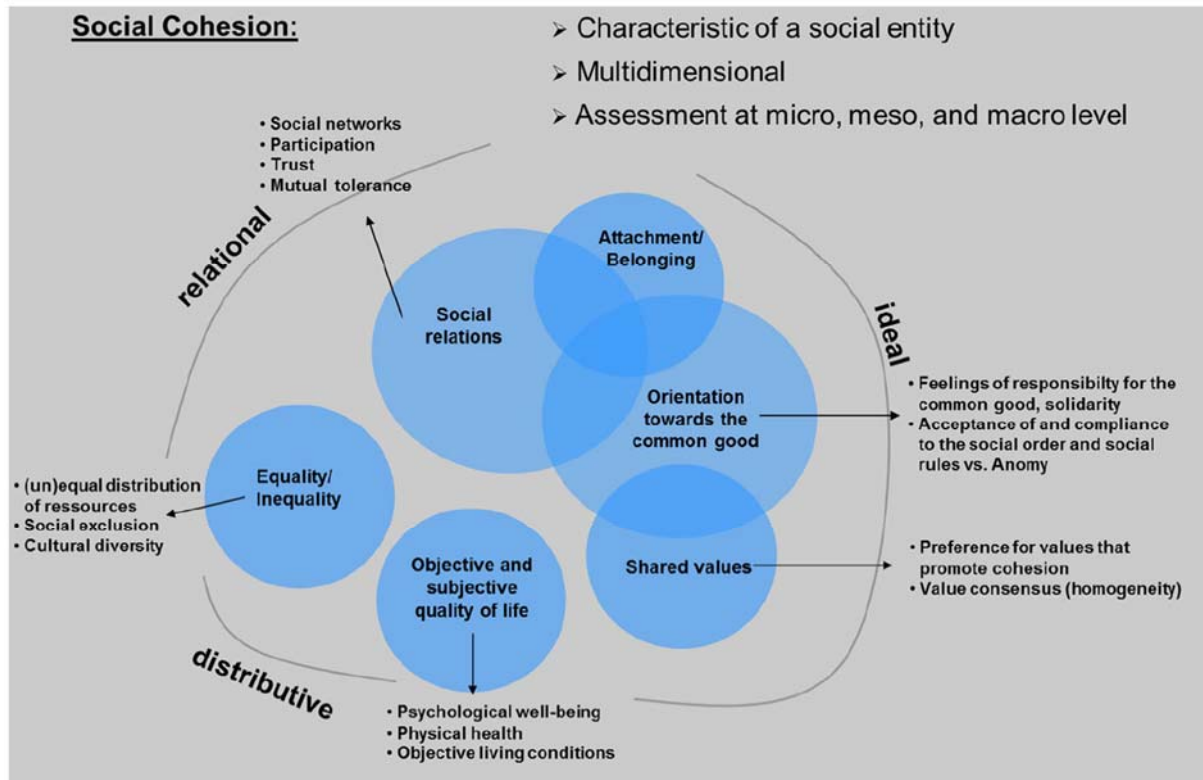 Social Cohesion:
➢ Characteristic of a social entity
➢ Multidimensional
➢ Assessment at micro, meso, and macro level
• Social networks
• Participation
• Trust
• Mutual tolerance
relational
Attachment/
Belonging
Social
relations
ideal
Orientation
towards the
common good
• Feelings of responsibilty for the
common good, solidarity
• Acceptance of and compliance
to the social order and social
rules vs. Anomy
Equality/
Inequality
• (un)equal distribution
of ressources
• Social exclusion
• Cultural diversity
Objective and
subjective
quality of life
Shared values
• Preference for values that
promote cohesion
• Value consensus (homogeneity)
distributive
• Psychological well-being
• Physical health
• Objective living conditions